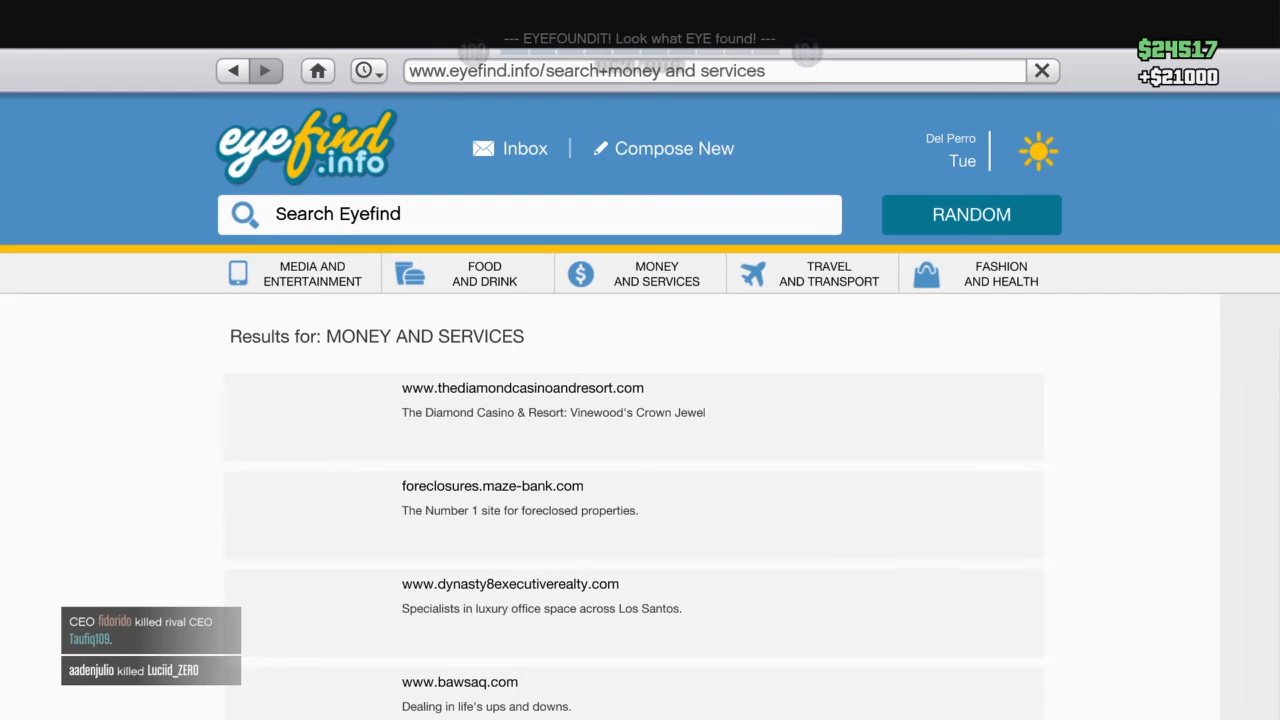 --- EYEFOUNDIT! Look what EYE found! ---
$24517
+$21000
www.eyefind.info/search+money and services
eyefind
.info
Inbox
Compose New
Del Perro
Tue
Search Eyefind
RANDOM
MEDIA AND
ENTERTAINMENT
FOOD
AND DRINK
MONEY
AND SERVICES
TRAVEL
AND TRANSPORT
FASHION
AND HEALTH
Results for: MONEY AND SERVICES
www.thediamondcasinoandresort.com
The Diamond Casino & Resort: Vinewood's Crown Jewel
foreclosures.maze-bank.com
The Number 1 site for foreclosed properties.
www.dynasty8executiverealty.com
Specialists in luxury office space across Los Santos.
www.bawsaq.com
Dealing in life's ups and downs.
CEO fidorido killed rival CEO
Taufiq109.
aadenjulio killed Luciid_ZER0